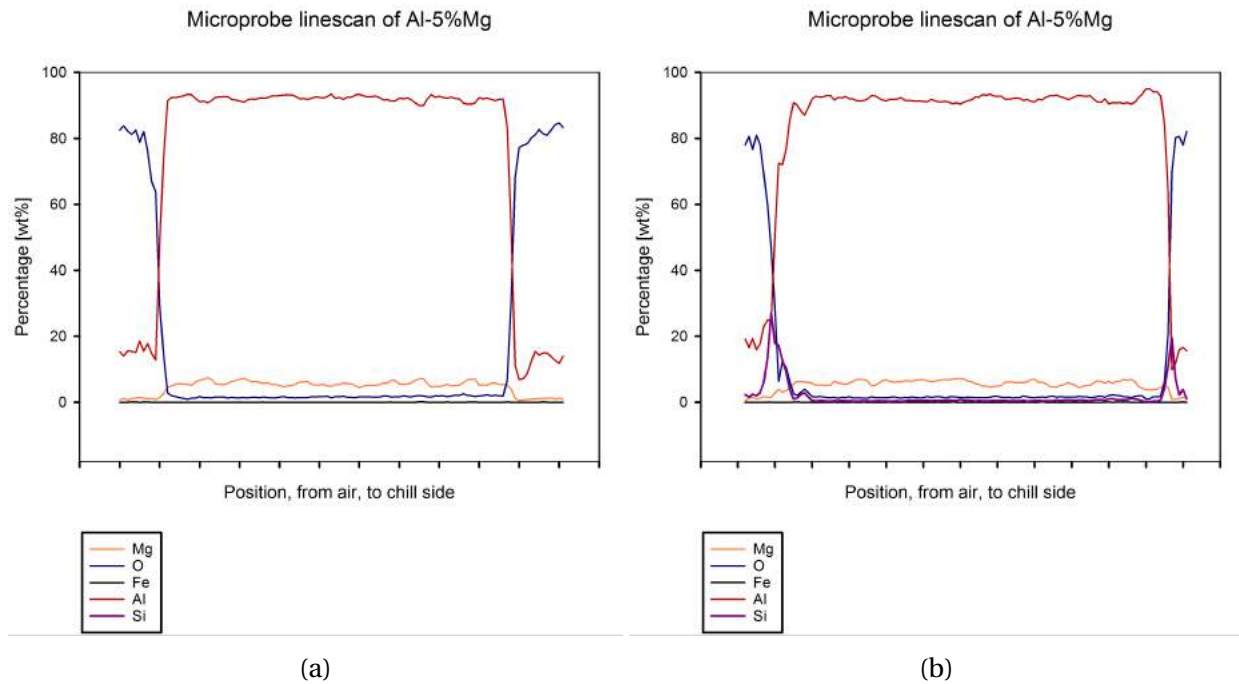 Microprobe linescan of Al-5%Mg
Percentage [wt%]
100
80
60
40
20
0
Position, from air, to chill side
Mg
O
Fe
Al
Si
(a)
Microprobe linescan of Al-5%Mg
Percentage [wt%]
100
80
60
40
20
0
Position, from air, to chill side
Mg
O
Fe
Al
Si
(b)